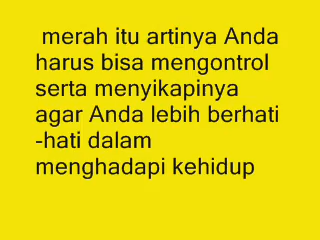 merah itu artinya Anda
harus bisa mengontrol
serta menyikapinya
agar Anda lebih berhati
-hati dalam
menghadapi kehidup